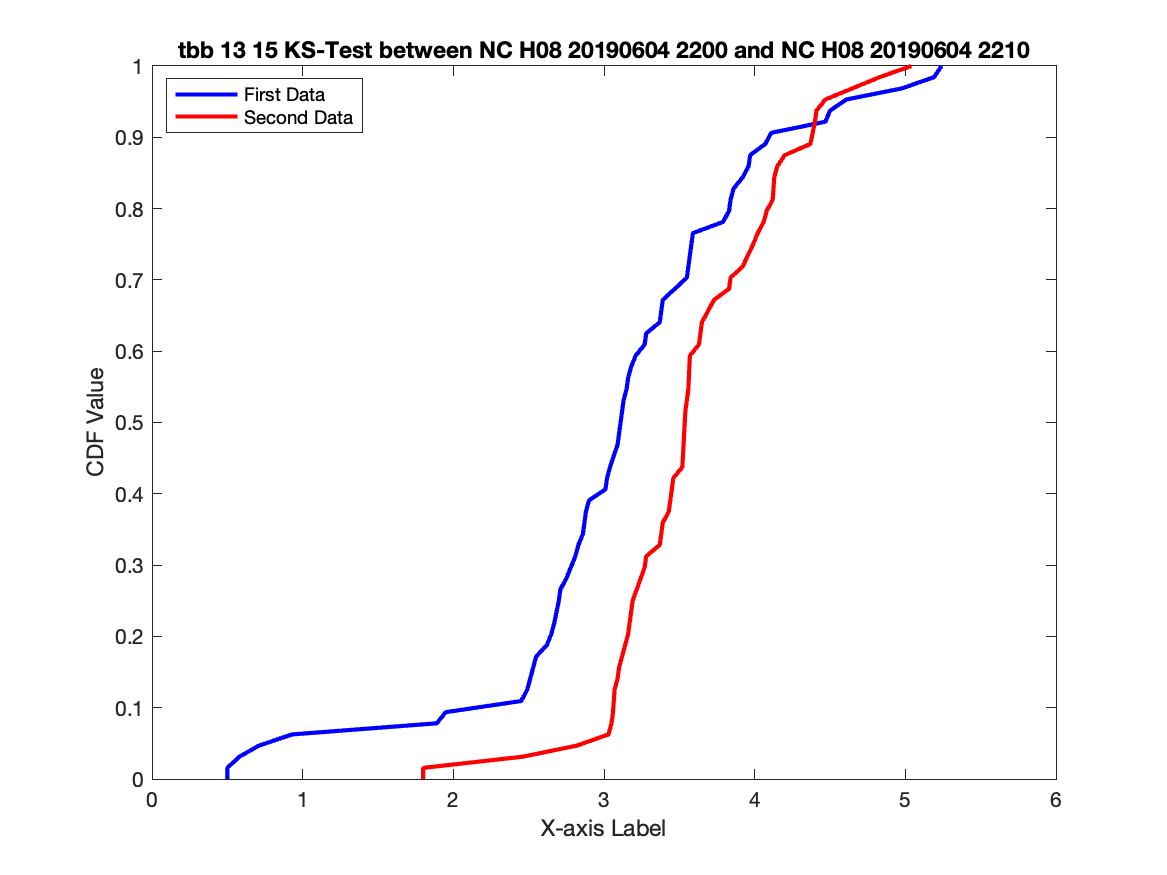 tbb 13 15 KS-Test between NC H08 20190604 2200 and NC H08 20190604 2210
First Data
Second Data
1
0.9
0.8
0.7
0.6
0.5
0.4
0.3
0.2
0.1
0
CDF Value
0 1 2 3 4 5 6
X-axis Label